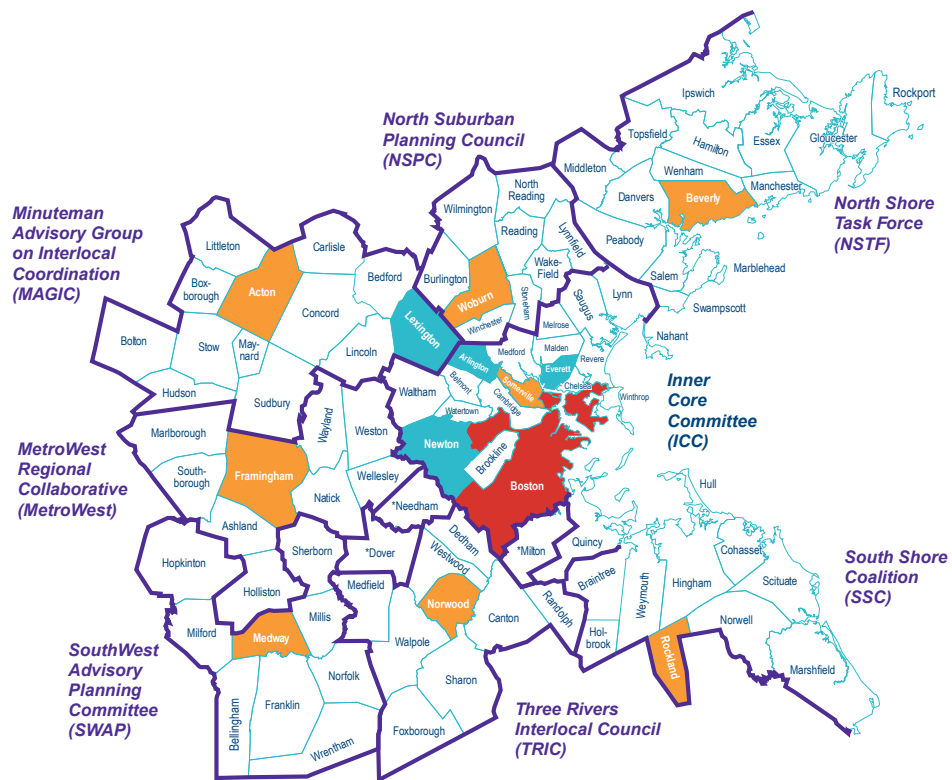 Rockport
Ipswich
Gloucester
Essex
Topsfield
Hamilton
North Suburban
Planning Council
(NSPC)
Middleton
Wenham
Manchester
Danvers
Beverly
North
Reading
Wilmington
Reading
Lynnfield
North Shore
Task Force
(NSTF)
Minuteman
Advisory Group
on Interlocal
Coordination
(MAGIC)
Littleton
Carlisle
Peabody
Wake-
Field
Bedford
Burlington
Woburn
Stoneham
Salem
Marblehead
Box-
borough
Acton
Saugus
Lynn
Swampscott
Concord
Lexington
Winchester
Melrose
Nahant
Bolton
Stow
May-
nard
Lincoln
Arlington
Medford
Malden
Revere
Everett
Hudson
Sudbury
Waltham
Belmont
Somerville
Cambridge
Chelsea
Winthrop
Inner
Core
Committee
(ICC)
Watertown
Marlborough
Wayland
Weston
Newton
MetroWest
Regional
Collaborative
(MetroWest)
South-
borough
Framingham
Wellesley
Brookline
Boston
Natick
*Needham
Hull
Ashland
Sherborn
*Dover
Dedham
Westwood
*Milton
Quincy
Hopkinton
Cohasset
South Shore
Coalition
(SSC)
Holliston
Medfield
Norwood
Randolph
Braintree
Weymouth
Hingham
Scituate
Millis
Milford
Medway
Walpole
Canton
Hol-
brook
Norwell
Rockland
SouthWest
Advisory
Planning
Committee
(SWAP)
Norfolk
Sharon
Marshfield
Bellingham
Franklin
Wrentham
Foxborough
Three Rivers
Interlocal Council
(TRIC)